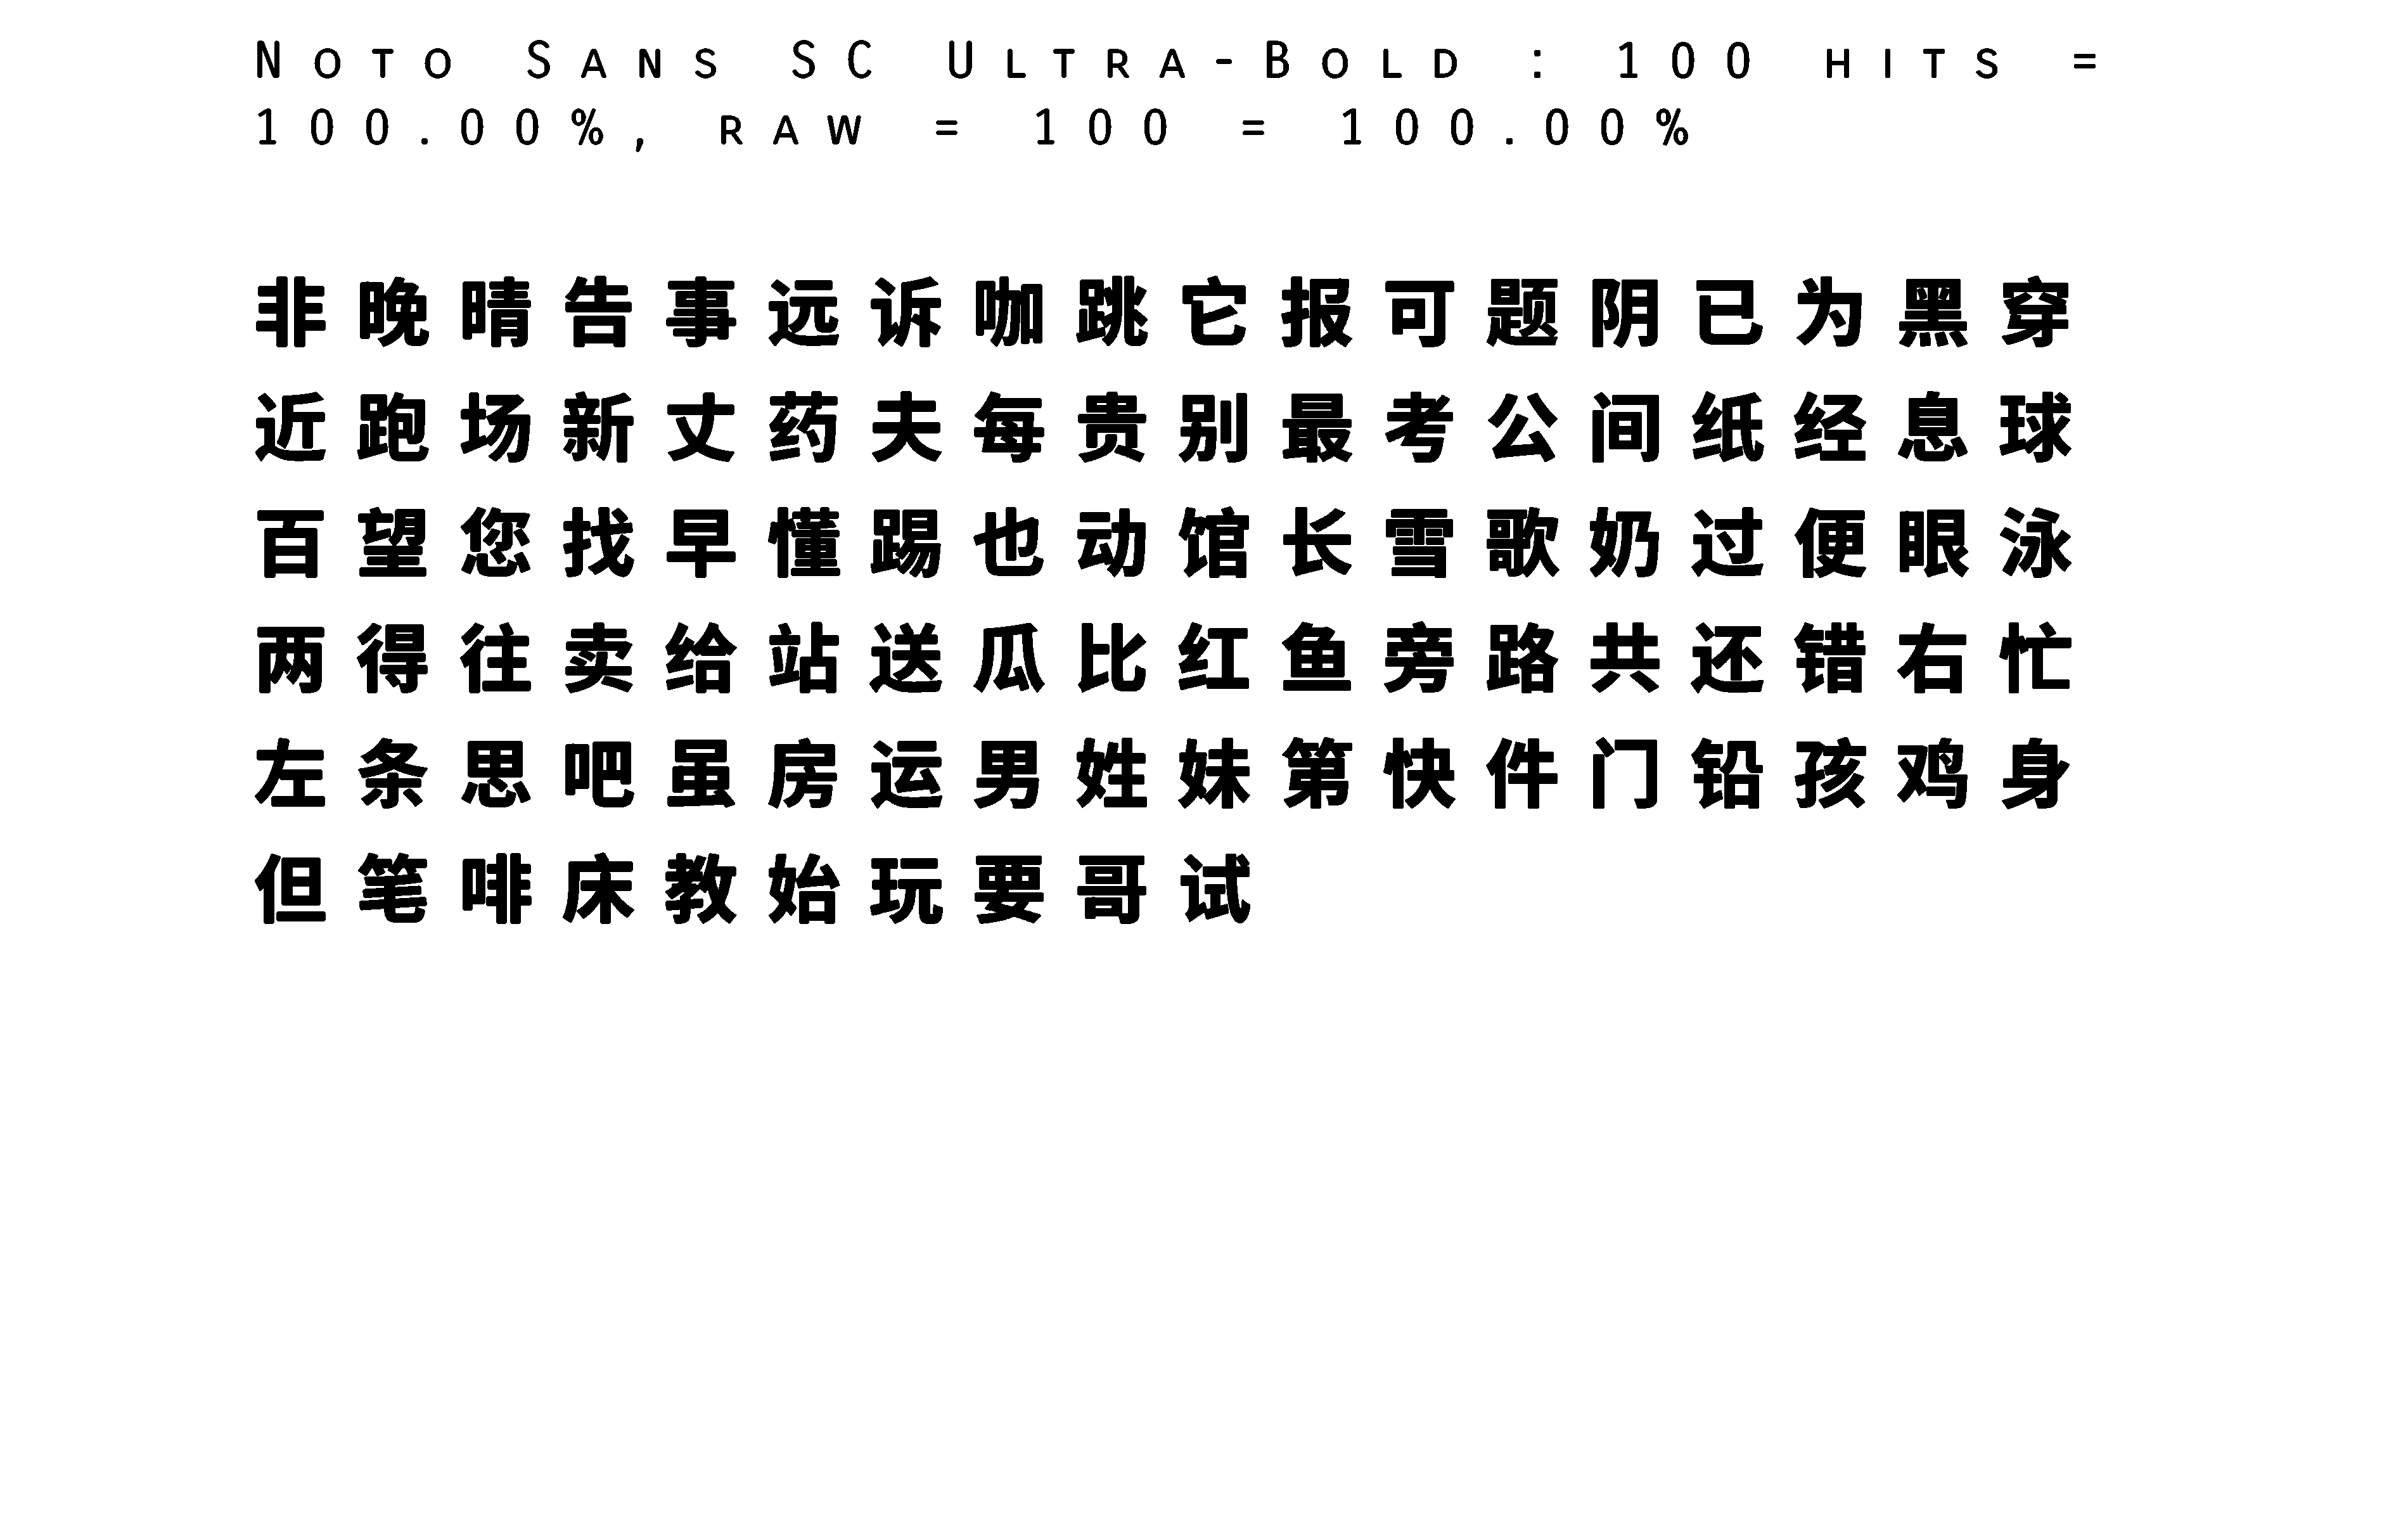 Noto Sans SC Ultra-Bold : 100 hits =
100.00%, raw = 100 = 100.00%
非晚晴告事远诉咖跳它报可题阴已为黑穿
近跑场新丈药夫每贵别最考公间纸经息球
百望您找早懂踢也动馆长雪歌奶过便眼泳
两得往卖给站送瓜比红鱼旁路共还错右忙
左条思吧虽房运男姓妹第快件门铅孩鸡身
但笔啡床教始玩要哥试